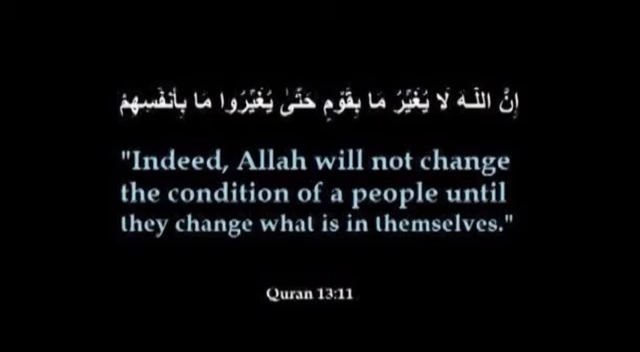 إِنَّ اللَّـهَ لَا يُغَيِّرُ مَا بِقَوْمٍ حَتَّىٰ يُغَيِّرُوا مَا بِأَنفُسِهِمْ
"Indeed, Allah will not change
the condition of a people until
they change what is in themselves."
Quran 13:11